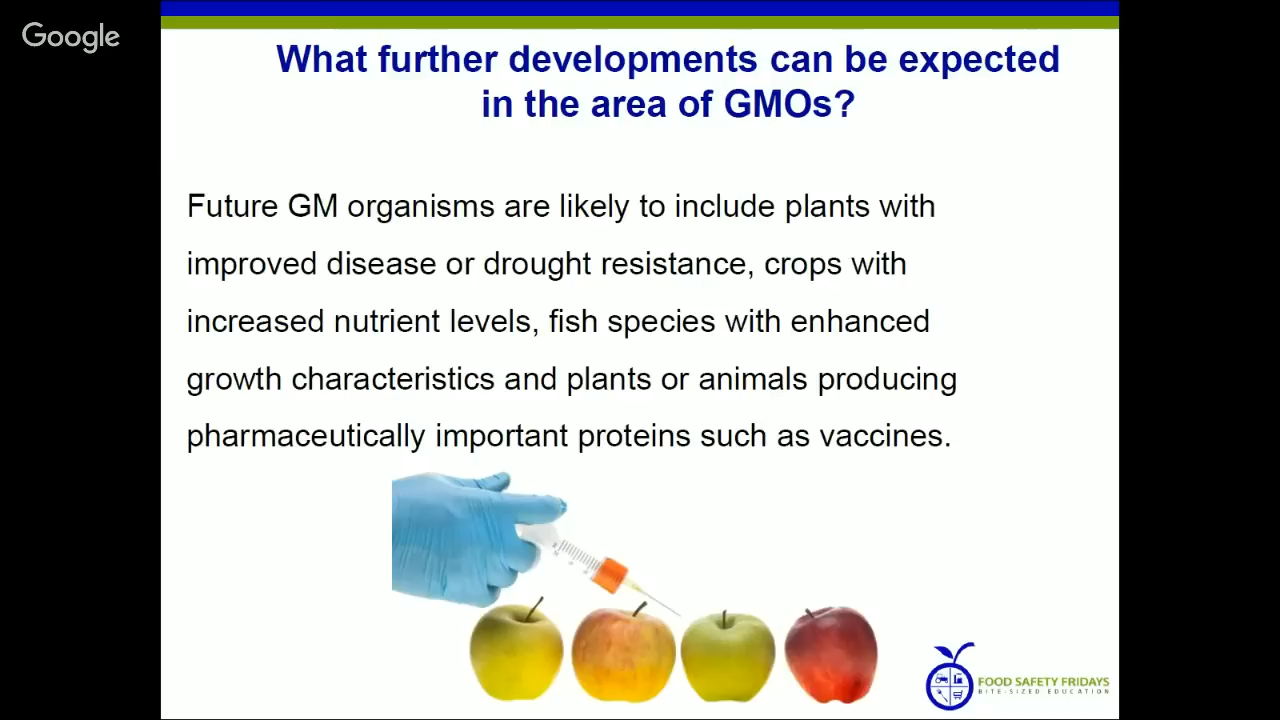 Google
What further developments can be expected
in the area of GMOs?
Future GM organisms are likely to include plants with
improved disease or drought resistance, crops with
increased nutrient levels, fish species with enhanced
growth characteristics and plants or animals producing
pharmaceutically important proteins such as vaccines.
FOOD SAFETY FRIDAYS
BITE-SIZED EDUCATION